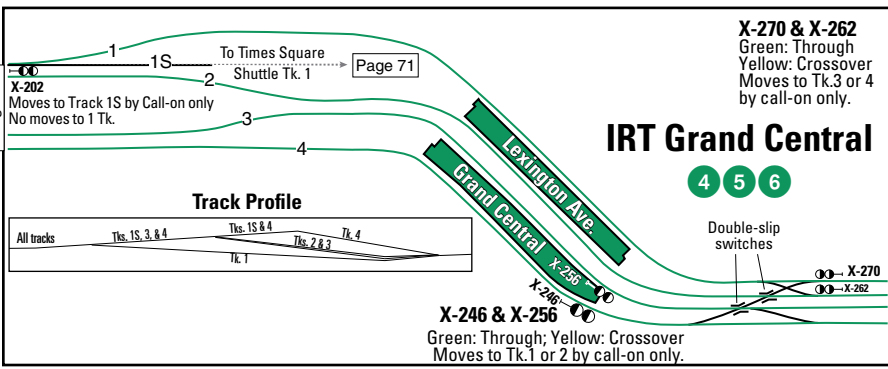 1
1S
To Times Square
Shuttle Tk. 1
Page 71
2
X-202
Moves to Track 1S by Call-on only
No moves to 1 Tk.
3
4
X-270 & X-262
Green: Through
Yellow: Crossover
Moves to Tk.3 or 4
by call-on only.
IRT Grand Central
4 5 6
Lexington Ave.
Grand Central
Track Profile
All tracks
Tks. 1S, 3, & 4
Tks. 1S & 4
Tk. 4
Tks. 2 & 3
Tk. 1
Double-slip
switches
X-270
X-262
X-256
X-246
X-246 & X-256
Green: Through; Yellow: Crossover
Moves to Tk.1 or 2 by call-on only.